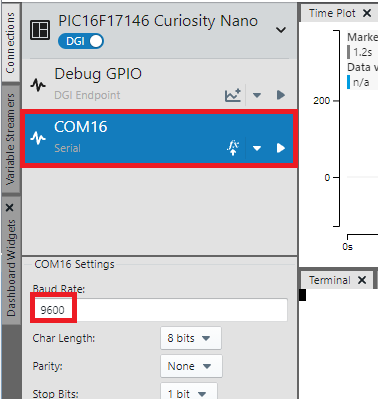 Connections
Variable Streamers
Dashboard Widgets
PIC16F17146 Curiosity Nano
DGI
Debug GPIO
DGI Endpoint
COM16
Serial
fx
COM16 Settings
Baud Rate:
9600
Char Length:
8 bits
Parity:
None
Stop Bits:
1 bit
Time Plot
Marke
1.2s
Data v
n/a
200
0
0s
Terminal